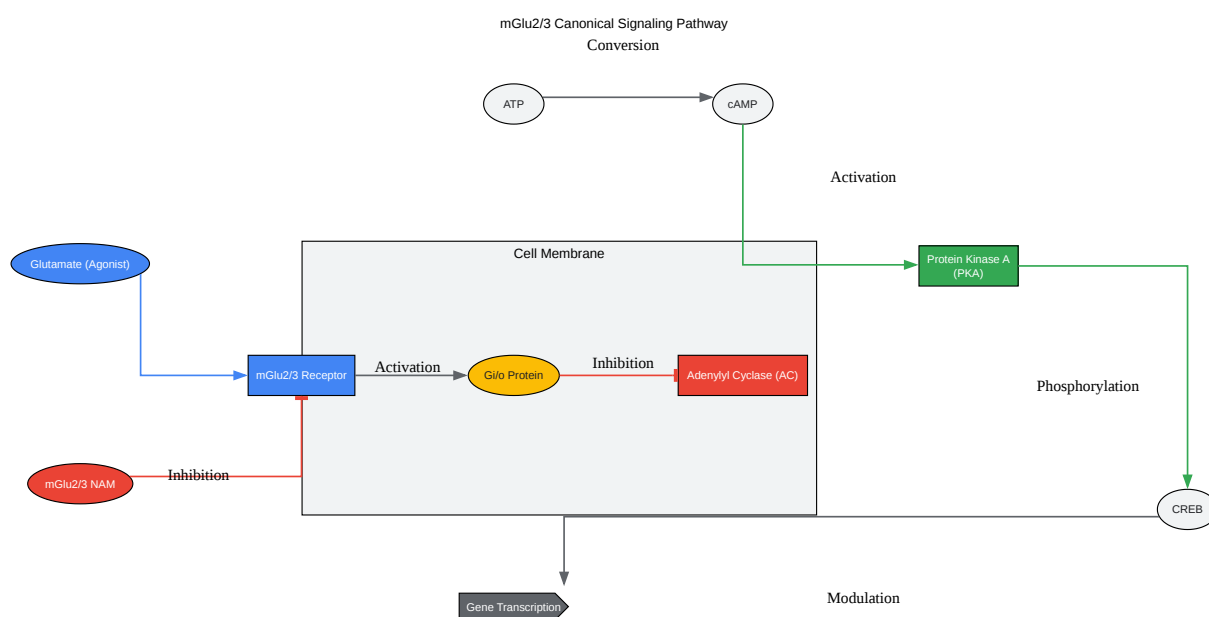 mGlu2/3 Canonical Signaling Pathway
Conversion
ATP
cAMP
Activation
Cell Membrane
Glutamate (Agonist)
Protein Kinase A
(PKA)
mGlu2/3 Receptor
Activation
Gi/o Protein
Inhibition
Adenylyl Cyclase (AC)
Phosphorylation
mGlu2/3 NAM
Inhibition
CREB
Gene Transcription
Modulation